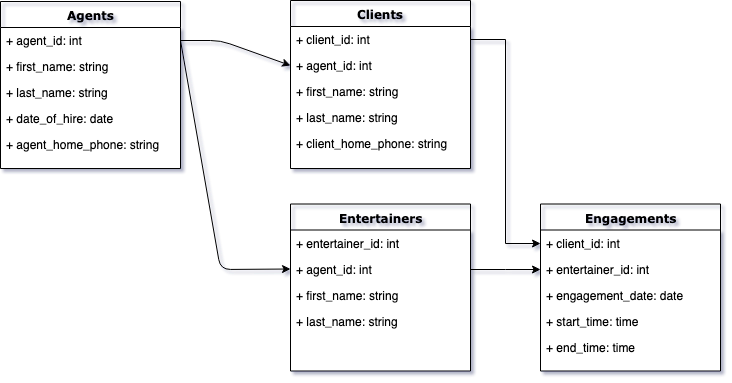 Agents
+ agent_id: int
+ first_name: string
+ last_name: string
+ date_of_hire: date
+ agent_home_phone: string
Clients
+ client_id: int
+ agent_id: int
+ first_name: string
+ last_name: string
+ client_home_phone: string
Entertainers
+ entertainer_id: int
+ agent_id: int
+ first_name: string
+ last_name: string
Engagements
+ client_id: int
+ entertainer_id: int
+ engagement_date: date
+ start_time: time
+ end_time: time